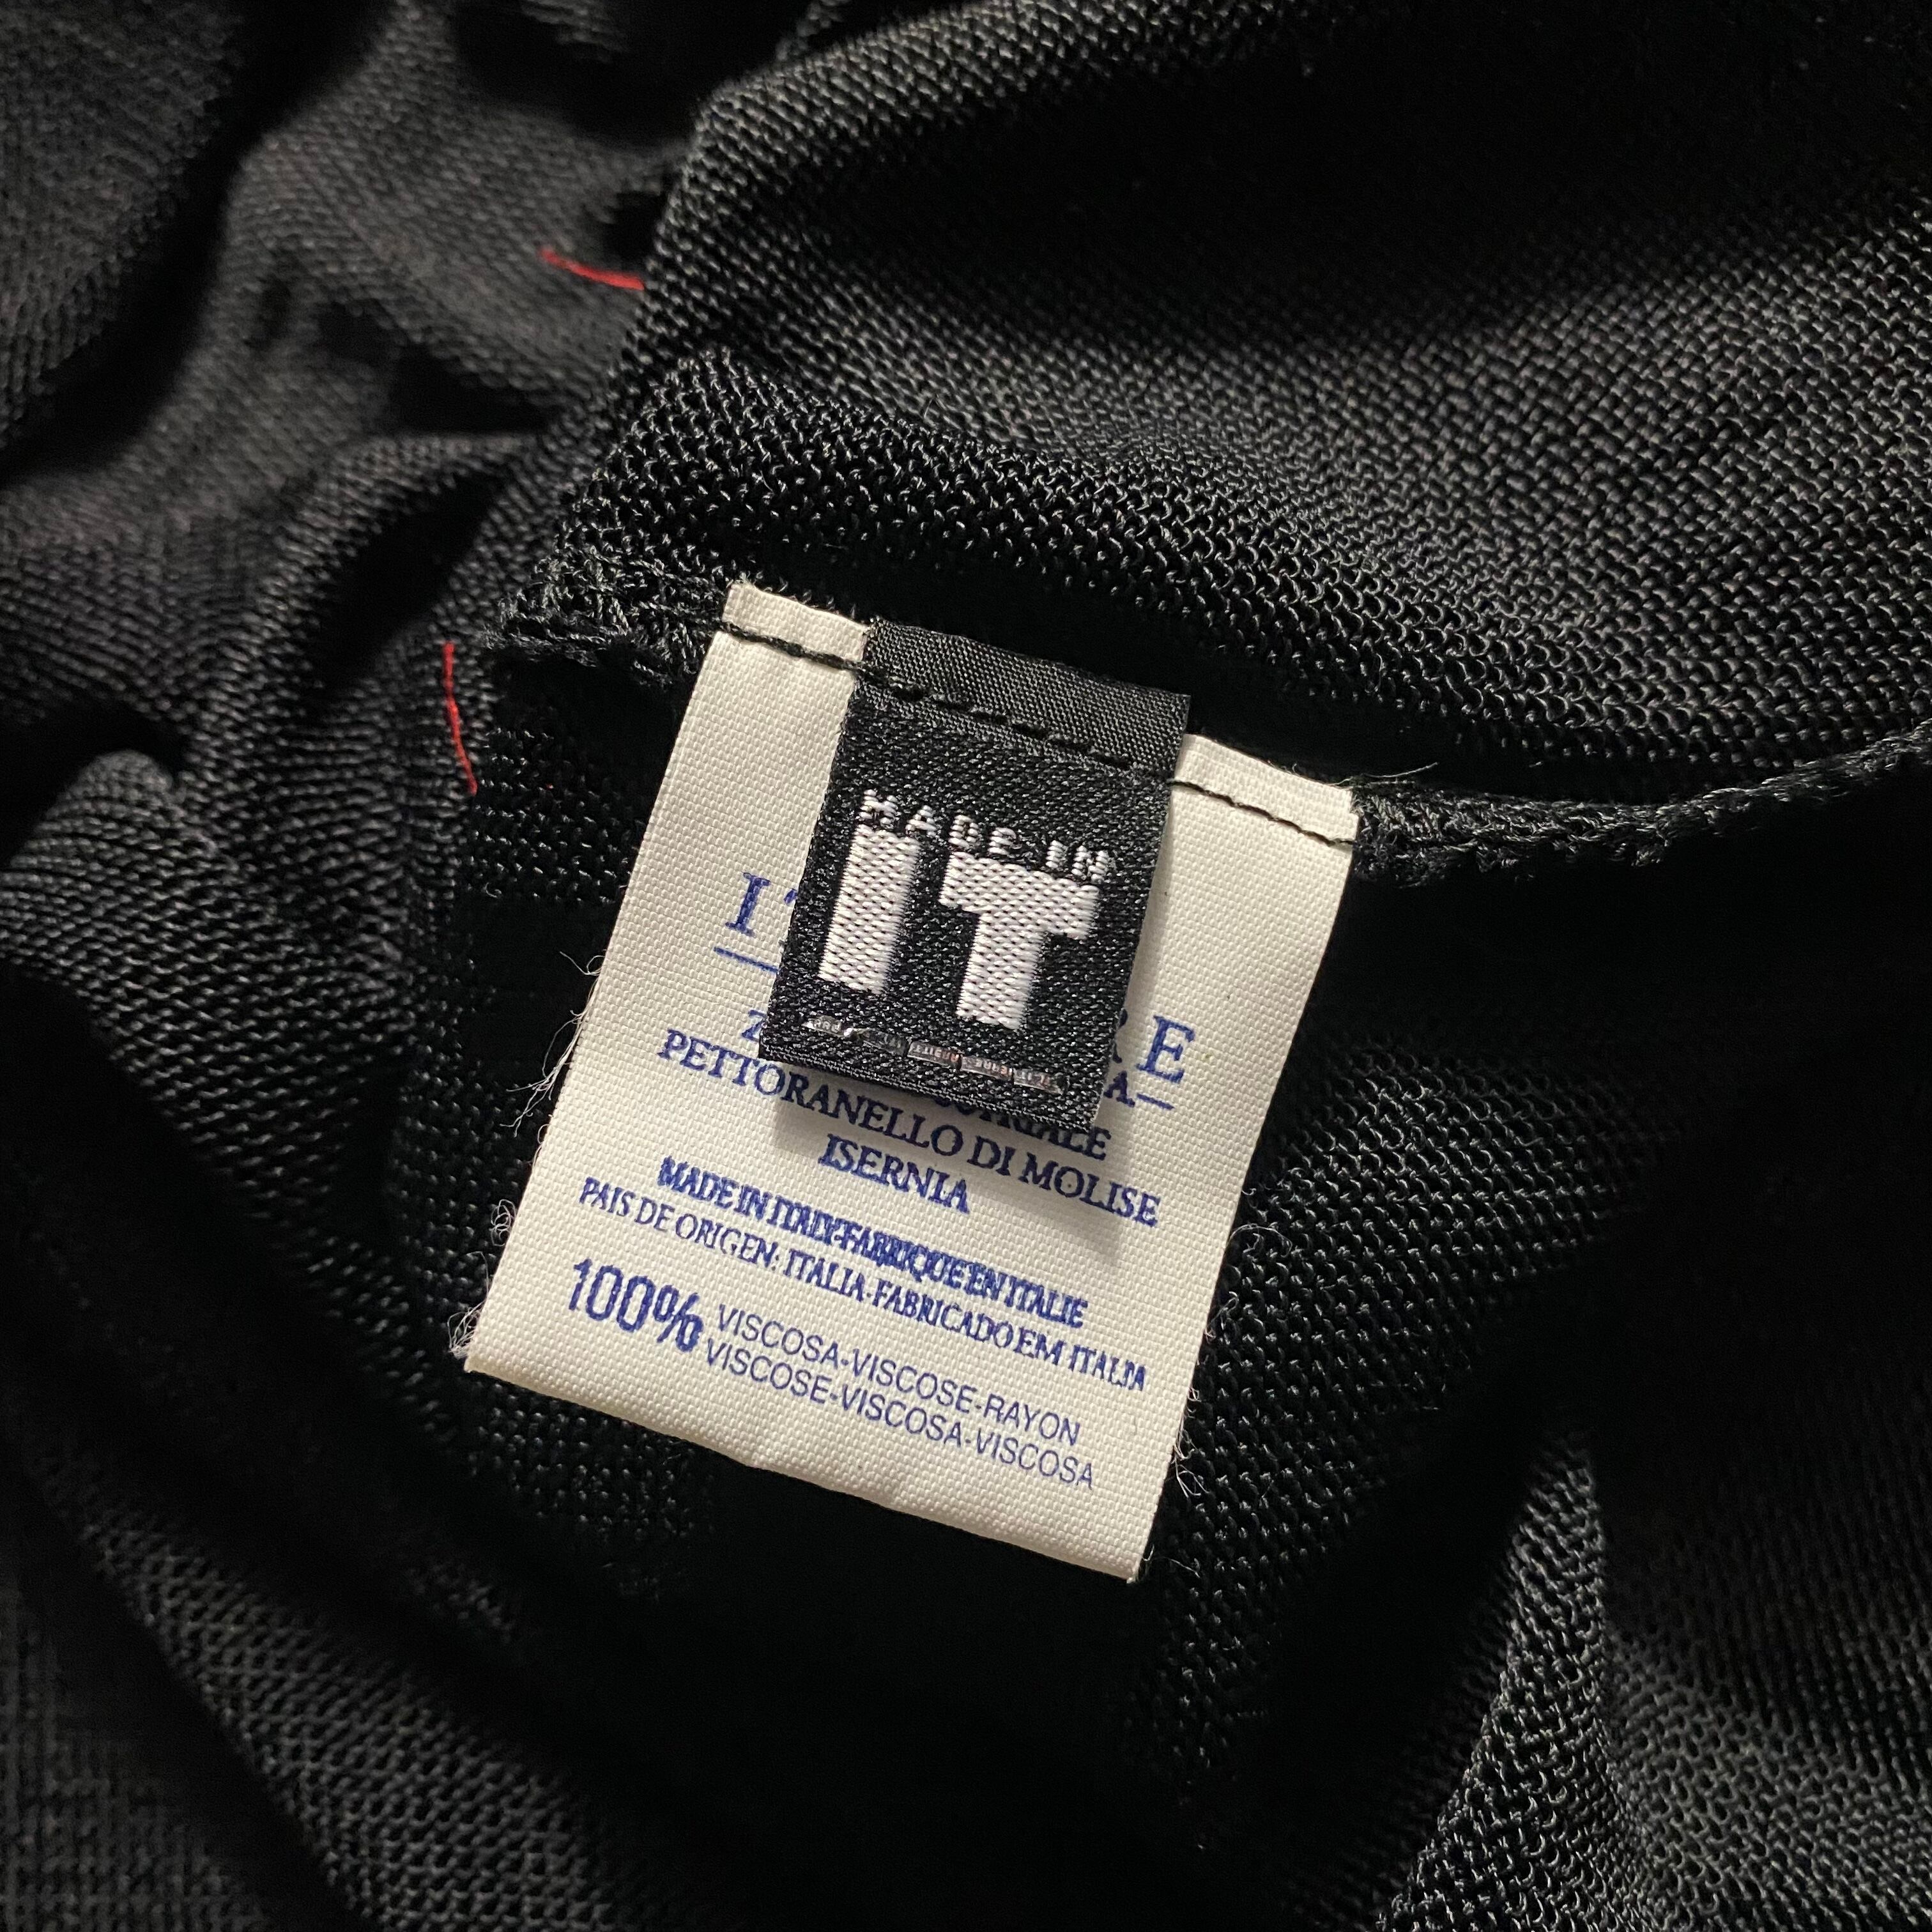 MADE IN
IT
PETTORANELLO DI MOLISE
ISERNIA
MADE IN ITALY-FABRIQUE EN ITALIE
PAIS DE ORIGEN: ITALIA-FABRICADO EM ITALIA
100% VISCOSA-VISCOSE-RAYON
VISCOSE-VISCOSA-VISCOSA